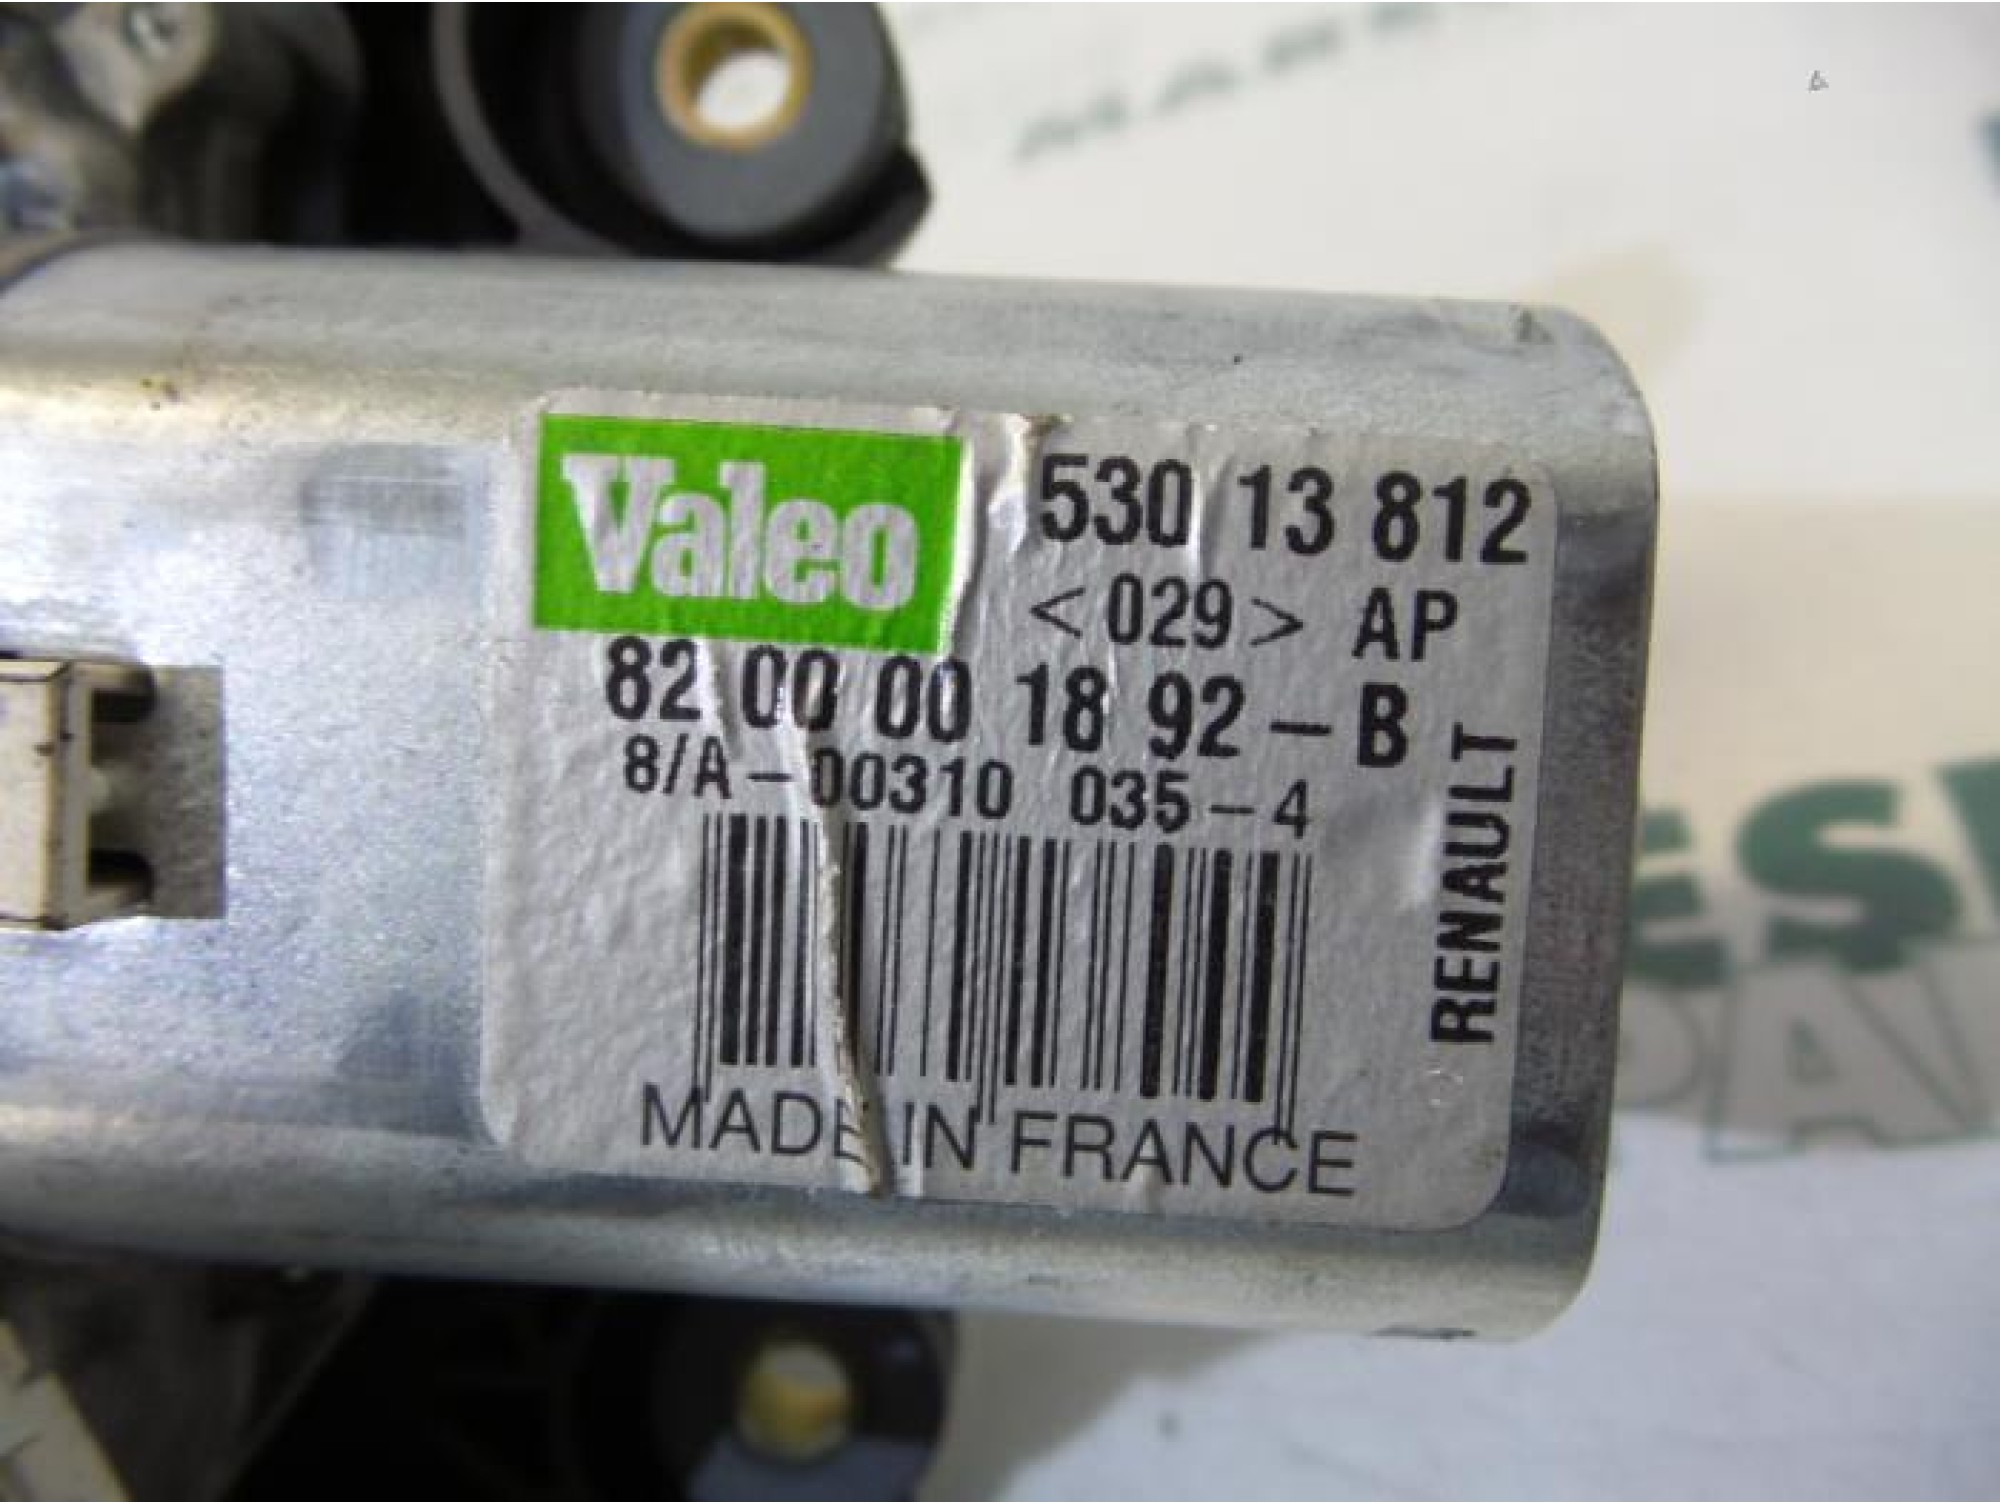 Valeo
530 13 812
<029> AP
82 00 00 18 92 - B
8/A - 00310 035 - 4
RENAULT
MADE IN FRANCE